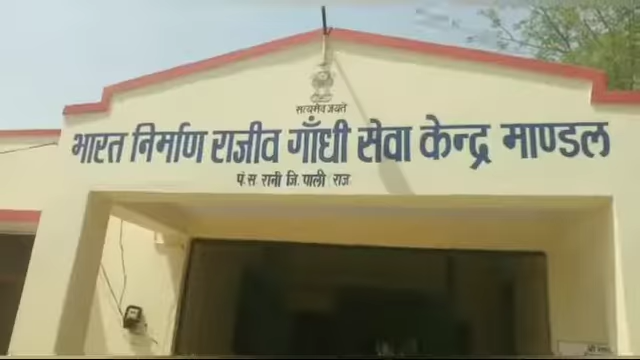 सत्यमेव जयते
भारत निर्माण राजीव गाँधी सेवा केन्द्र माण्डल
पं.स. रानी जि. पाली राज.